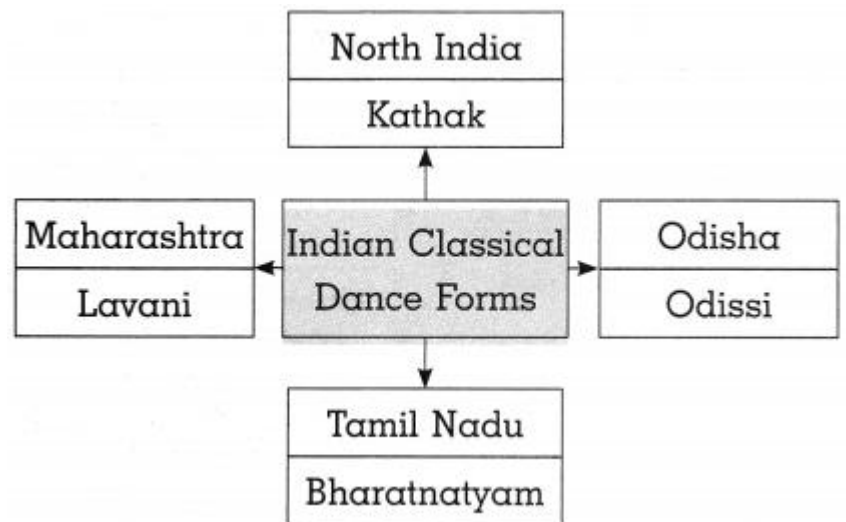 North India
Kathak
Maharashtra
Lavani
Indian Classical
Dance Forms
Odisha
Odissi
Tamil Nadu
Bharatnatyam